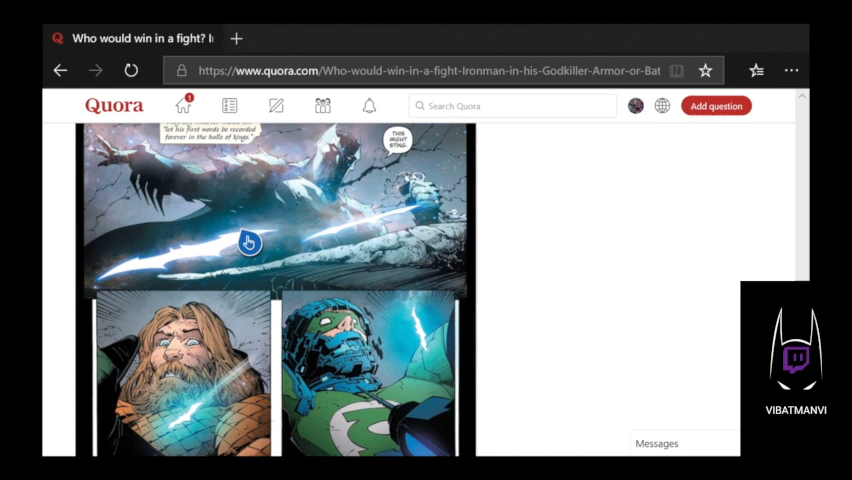 Who would win in a fight? I
https://www.quora.com/Who-would-win-in-a-fight-Ironman-in-his-Godkiller-Armor-or-Bat
Quora
1
Search Quora
Add question
"let his first words be recorded
forever in the halls of kings."
THIS
MIGHT
STING.
VIBATMANVI
Messages